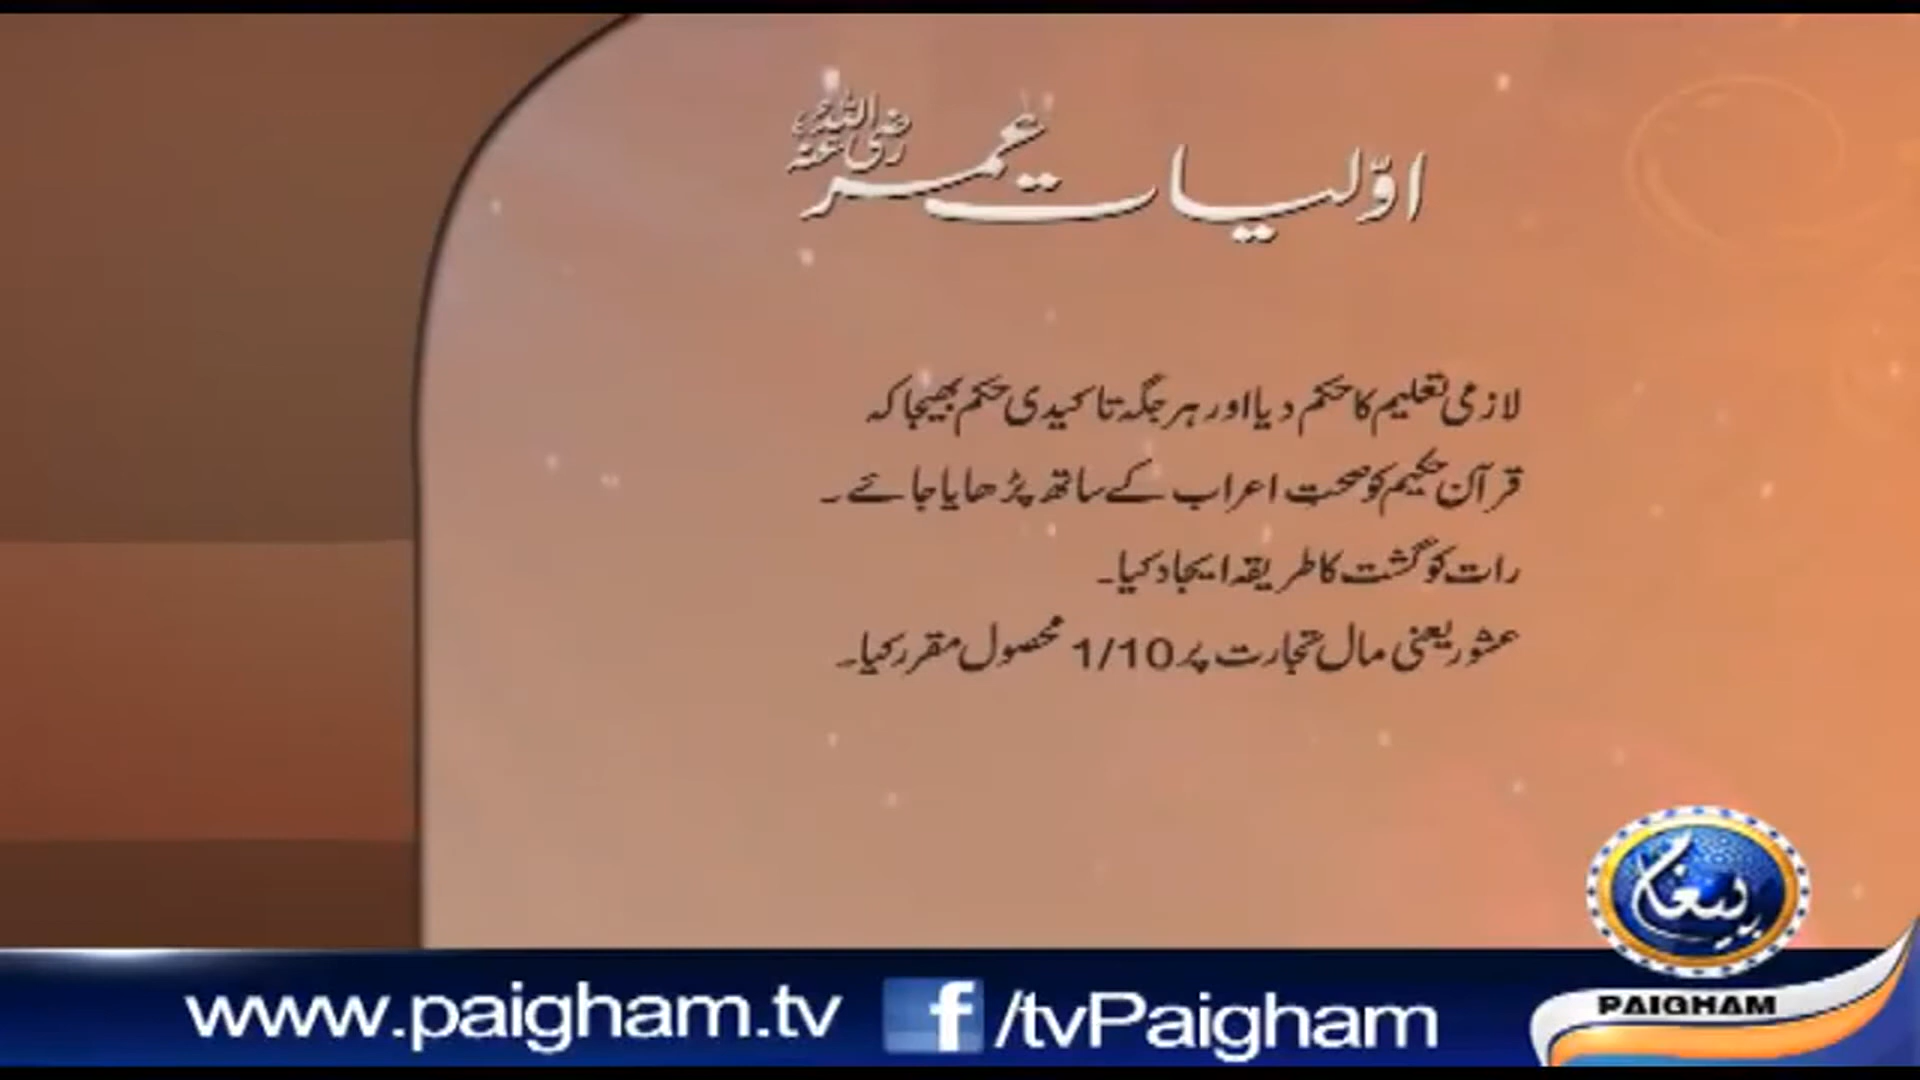 اوّلیات عمر رضی اللہ عنہ
لازمی تعلیم کا حکم دیا اور ہر جگہ تاکیدی حکم بھیجا کہ
قرآن حکیم کو صحت اعراب کے ساتھ پڑھایا جائے۔
رات کو گشت کا طریقہ ایجاد کیا۔
عشور یعنی مال تجارت پر 1/10 محصول مقرر کیا۔
پیغام
PAIGHAM
www.paigham.tv f/tvPaigham